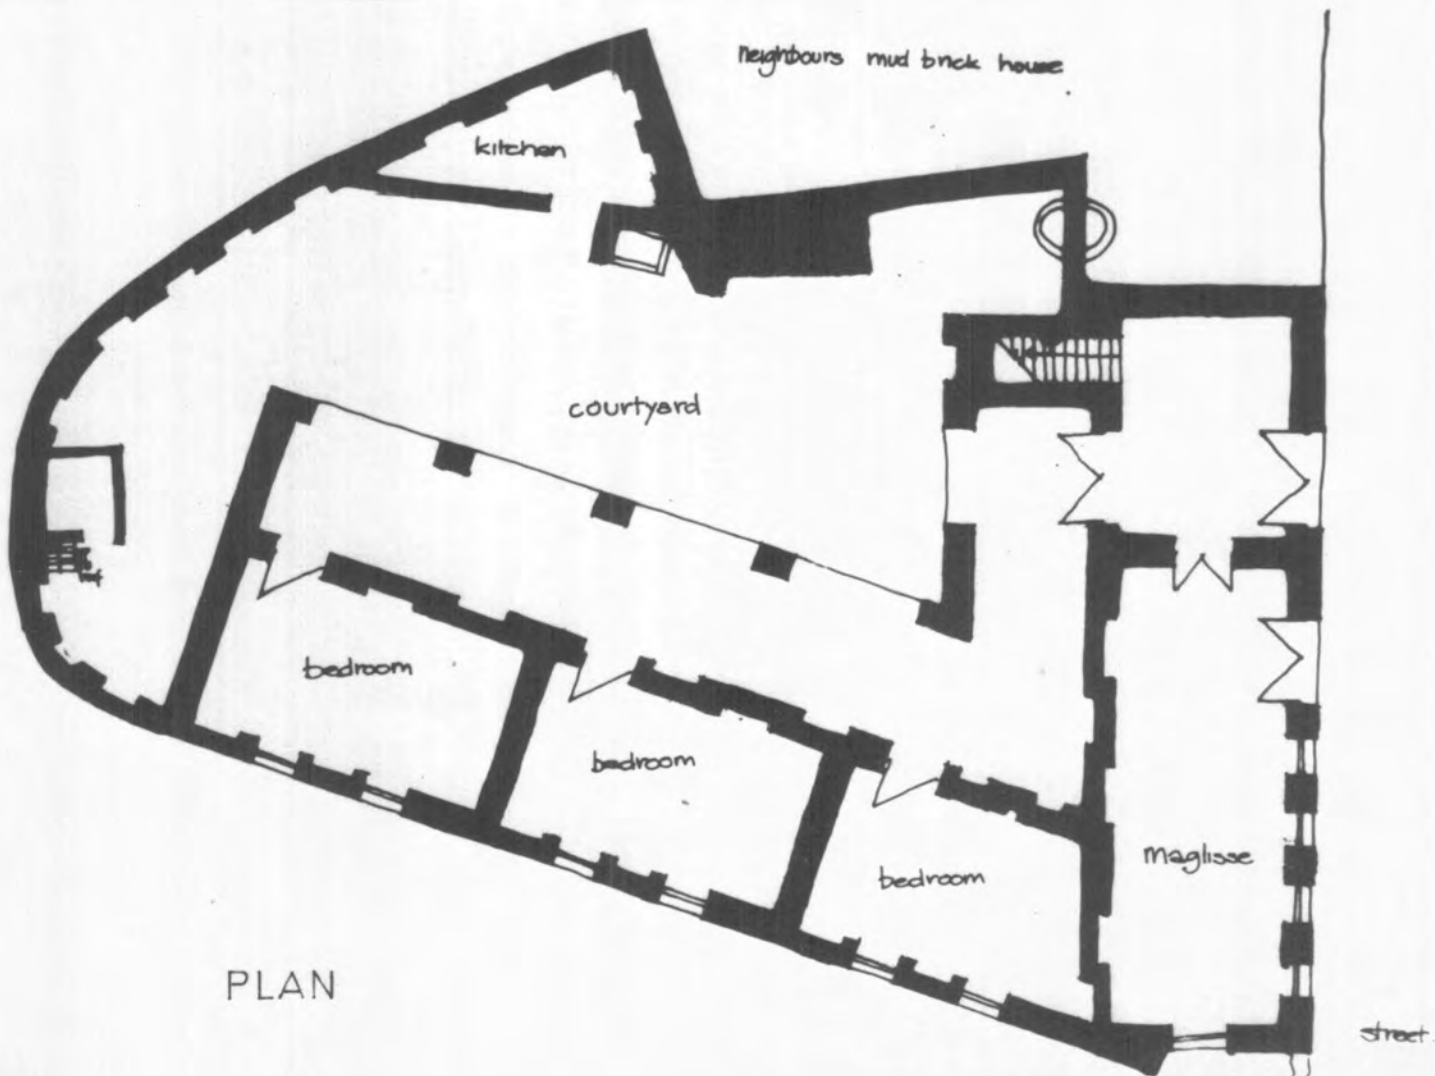 neighbours mud brick house
kitchen
courtyard
bedroom
bedroom
bedroom
maglisse
PLAN
street.